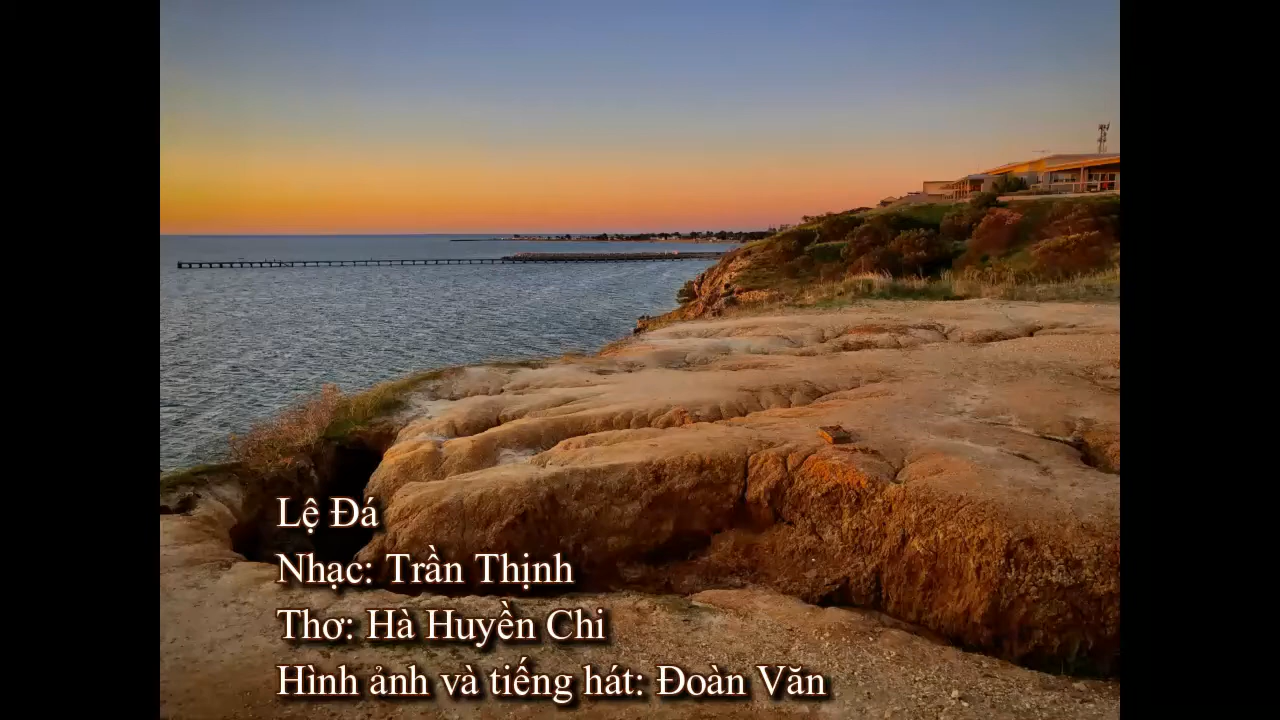 Lệ Đá
Nhạc: Trần Thịnh
Thơ: Hà Huyền Chi
Hình ảnh và tiếng hát: Đoàn Văn